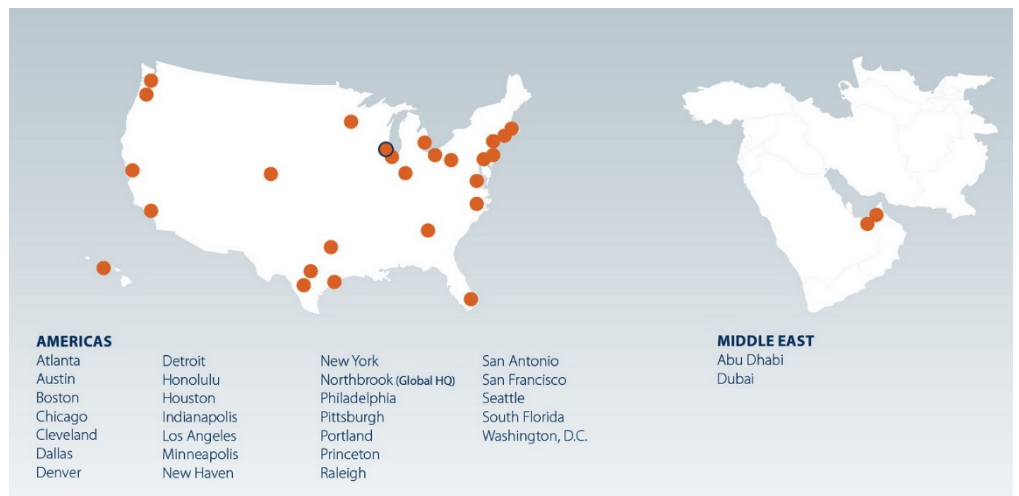 AMERICAS
Atlanta
Austin
Boston
Chicago
Cleveland
Dallas
Denver
Detroit
Honolulu
Houston
Indianapolis
Los Angeles
Minneapolis
New Haven
New York
Northbrook (Global HQ)
Philadelphia
Pittsburgh
Portland
Princeton
Raleigh
San Antonio
San Francisco
Seattle
South Florida
Washington, D.C.
MIDDLE EAST
Abu Dhabi
Dubai